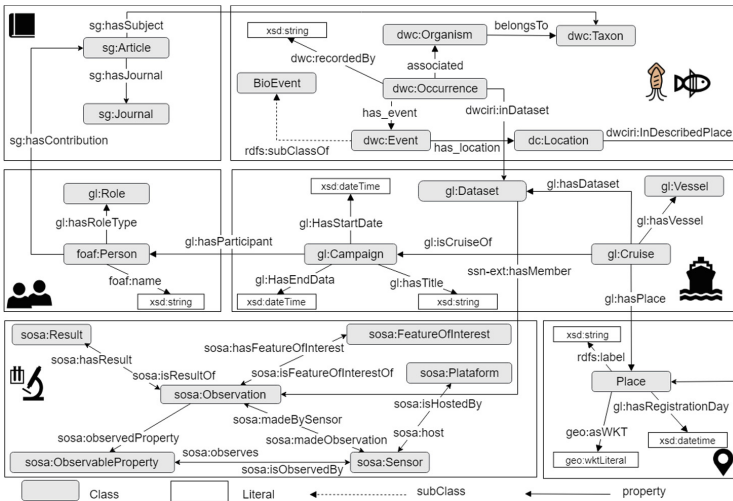 sg:hasSubject
sg:Article
sg:hasJournal
sg:Journal
sg:hasContribution
xsd:string
dwc:recordedBy
dwc:Organism
belongsTo
dwc:Taxon
associated
BioEvent
dwc:Occurrence
has_event
dwciri:inDataset
rdfs:subClassOf
dwc:Event
has_location
dc:Location
dwciri:InDescribedPlace
gl:Role
gl:hasRoleType
foaf:Person
foaf:name
xsd:string
gl:hasParticipant
xsd:dateTime
gl:HasStartDate
gl:Campaign
gl:HasEndData
xsd:dateTime
gl:hasTitle
xsd:string
gl:Dataset
gl:hasDataset
gl:Vessel
gl:hasVessel
gl:isCruiseOf
gl:Cruise
ssn-ext:hasMember
gl:hasPlace
sosa:Result
sosa:hasResult
sosa:isResultOf
sosa:hasFeatureOfInterest
sosa:FeatureOfInterest
sosa:isFeatureOfInterestOf
sosa:Plataform
sosa:Observation
sosa:isHostedBy
sosa:madeBySensor
sosa:host
sosa:observedProperty
sosa:madeObservation
sosa:observes
sosa:ObservableProperty
sosa:isObservedBy
sosa:Sensor
xsd:string
rdfs:label
Place
gl:hasRegistrationDay
geo:asWKT
xsd:datetime
geo:wktLiteral
Class
Literal
subClass
property